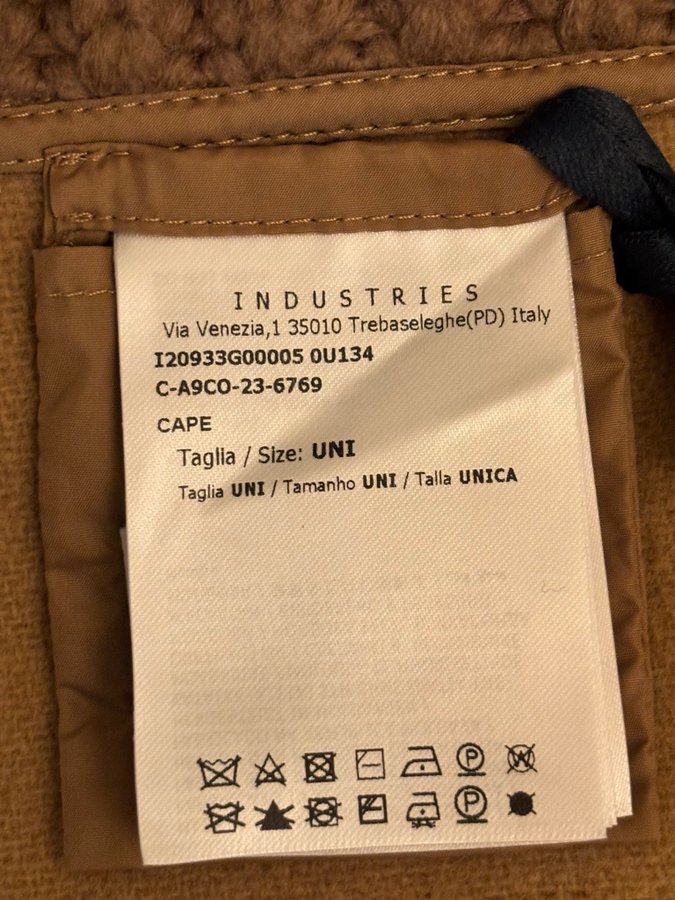 INDUSTRIES
Via Venezia,1 35010 Trebaseleghe(PD) Italy
I20933G00005 0U134
C-A9CO-23-6769
CAPE
Taglia / Size: UNI
Taglia UNI / Tamanho UNI / Talla UNICA
P W
P